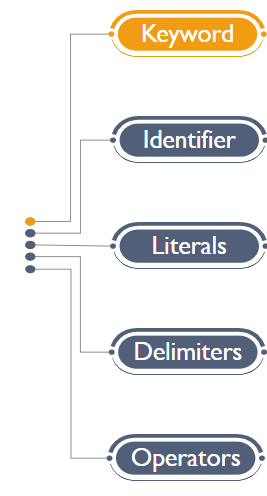 Keyword
Identifier
Literals
Delimiters
Operators